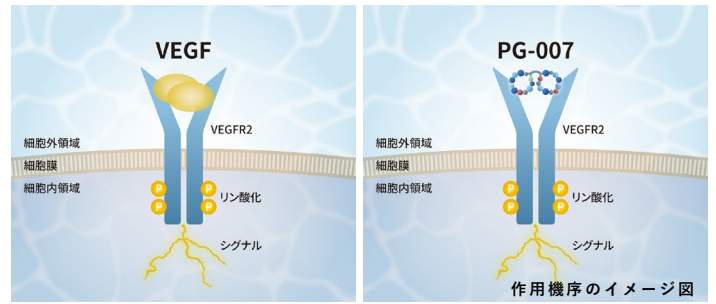 VEGF
VEGFR2
細胞外領域
細胞膜
細胞内領域
P P
P P
リン酸化
シグナル
PG-007
VEGFR2
細胞外領域
細胞膜
細胞内領域
P P
P P
リン酸化
シグナル
作用機序のイメージ図